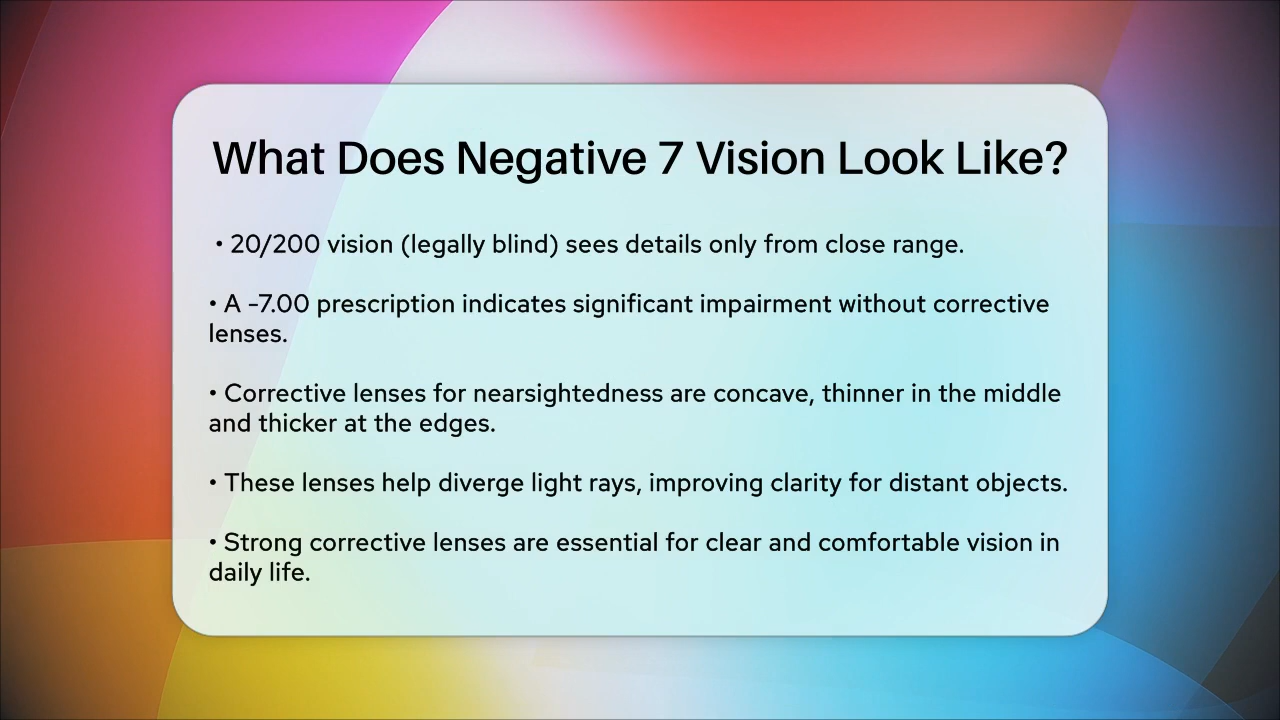 What Does Negative 7 Vision Look Like?
• 20/200 vision (legally blind) sees details only from close range.
• A –7.00 prescription indicates significant impairment without corrective
lenses.
• Corrective lenses for nearsightedness are concave, thinner in the middle
and thicker at the edges.
• These lenses help diverge light rays, improving clarity for distant objects.
• Strong corrective lenses are essential for clear and comfortable vision in
daily life.